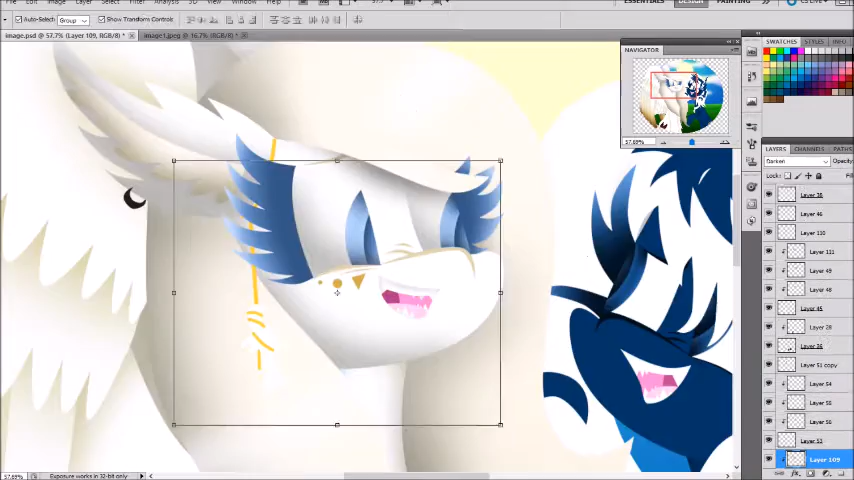 File Edit Image Layer Select Filter Analysis 3D View Window Help
57.7
ESSENTIALS DESIGN PAINTING
CS Live
Auto-Select: Group Show Transform Controls
image.psd @ 57.7% (Layer 109, RGB/8) *
image1.jpeg @ 16.7% (RGB/8) *
NAVIGATOR
57.69%
SWATCHES STYLES INFO
LAYERS CHANNELS PATHS
Darken Opacity
Lock:
Layer 38
Layer 46
Layer 110
Layer 111
Layer 49
Layer 48
Layer 45
Layer 28
Layer 36
Layer 51 copy
Layer 54
Layer 55
Layer 56
Layer 53
Layer 109
57.69% Exposure works in 32-bit only